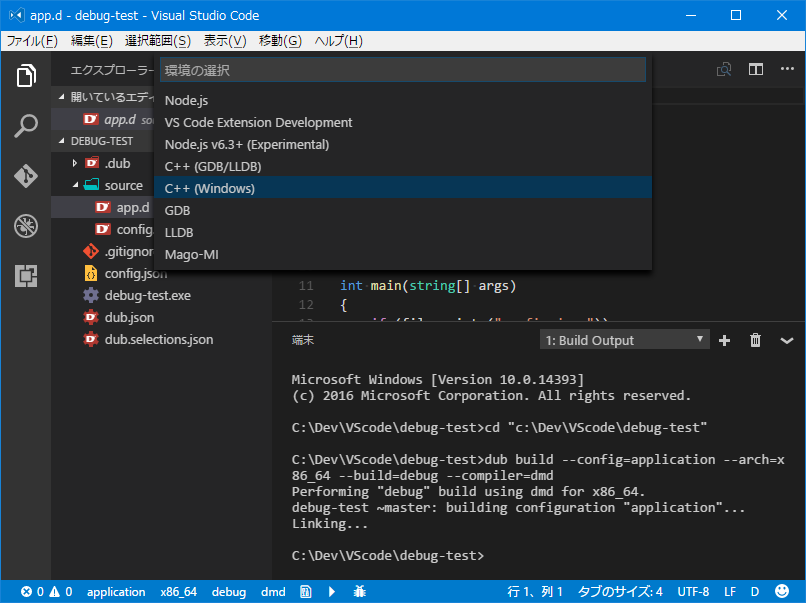 app.d - debug-test - Visual Studio Code
ファイル(F) 編集(E) 選択範囲(S) 表示(V) 移動(G) ヘルプ(H)
エクスプローラー
環境の選択
Node.js
VS Code Extension Development
Node.js v6.3+ (Experimental)
C++ (GDB/LLDB)
C++ (Windows)
GDB
LLDB
Mago-MI
開いているエディ
app.d sou
DEBUG-TEST
.dub
source
app.d
config.
.gitignor
config.json
debug-test.exe
dub.json
dub.selections.json
11 int main(string[] args)
12 {
端末
1: Build Output
Microsoft Windows [Version 10.0.14393]
(c) 2016 Microsoft Corporation. All rights reserved.
C:\Dev\VScode\debug-test>cd "c:\Dev\VScode\debug-test"
C:\Dev\VScode\debug-test>dub build --config=application --arch=x
86_64 --build=debug --compiler=dmd
Performing "debug" build using dmd for x86_64.
debug-test ~master: building configuration "application"...
Linking...
C:\Dev\VScode\debug-test>
0 0 application x86_64 debug dmd 行 1、列 1 タブのサイズ: 4 UTF-8 LF D